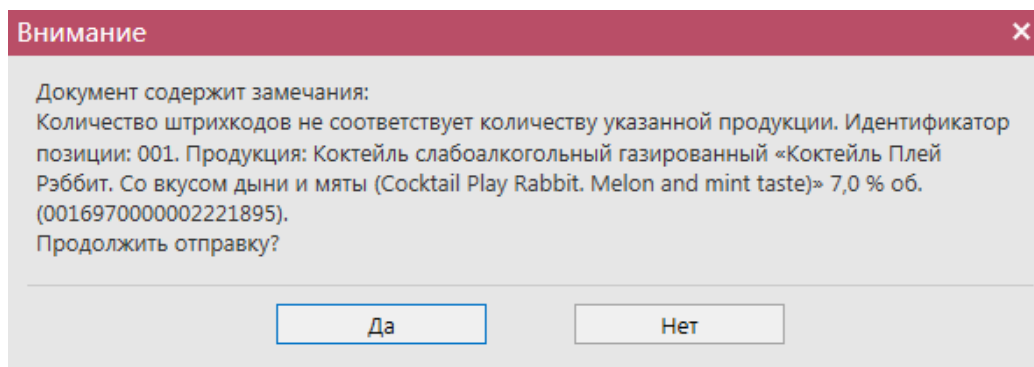 Внимание
Документ содержит замечания:
Количество штрихкодов не соответствует количеству указанной продукции. Идентификатор
позиции: 001. Продукция: Коктейль слабоалкогольный газированный «Коктейль Плей
Рэббит. Со вкусом дыни и мяты (Cocktail Play Rabbit. Melon and mint taste)» 7,0 % об.
(0016970000002221895).
Продолжить отправку?
Да
Нет